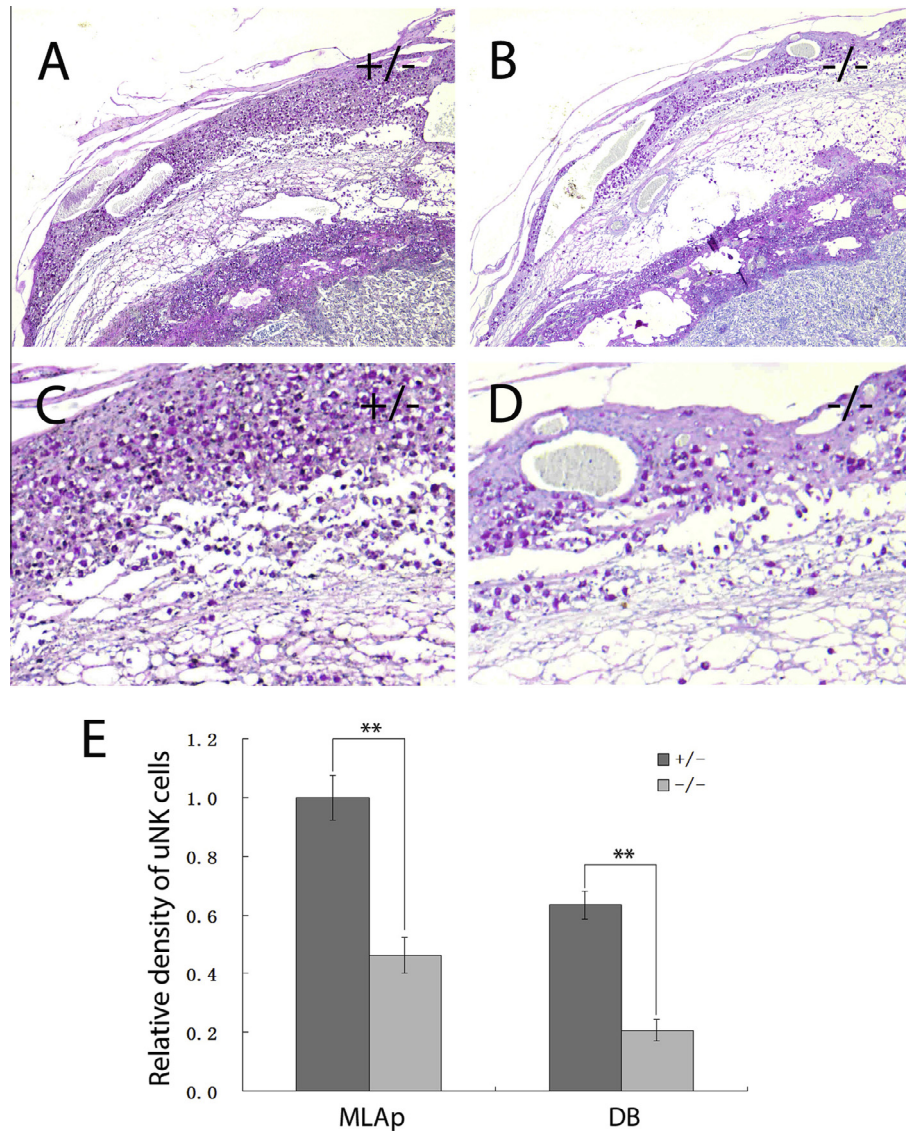 A +/-
B -/-
C +/-
D -/-
E
Relative density of uNK cells
1.2
1.0
0.8
0.6
0.4
0.2
0.0
**
**
+/-
-/-
MLAp
DB